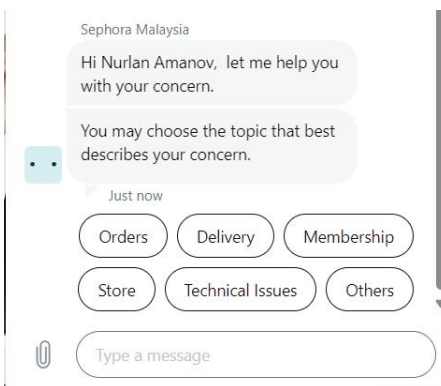 Sephora Malaysia
Hi Nurlan Amanov,  let me help you
with your concern.
You may choose the topic that best
describes your concern.
Just now
Orders
Delivery
Membership
Store
Technical Issues
Others
Type a message